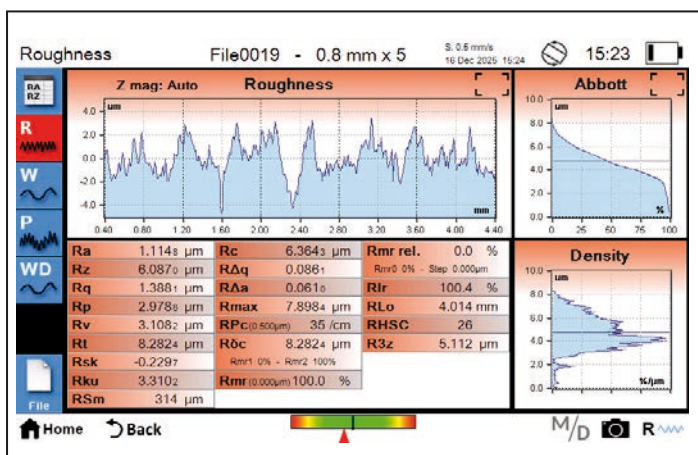 Roughness File0019 - 0.8 mm x 5 S. 0.5 mm/s 15:23
16 Dec 2025 15:24
RA
RZ
R
W
P
WD
File
Z mag: Auto Roughness
µm
4.0
2.0
0.0
-2.0
-4.0
mm
0.40 0.80 1.20 1.60 2.00 2.40 2.80 3.20 3.60 4.00 4.40
Abbott
10.0
µm
8.0
6.0
4.0
2.0
0.0
%
0 25 50 75 100
Ra 1.1148 µm Rc 6.3643 µm Rmr rel. 0.0 %
Rz 6.0870 µm RΔq 0.0861 Rmr0 0% - Step 0.000µm
Rq 1.3881 µm RΔa 0.0610 Rlr 100.4 %
Rp 2.9786 µm Rmax 7.8984 µm RLo 4.014 mm
Rv 3.1082 µm RPc(0.500µm) 35 /cm RHSC 26
Rt 8.2824 µm Rδc 8.2824 µm R3z 5.112 µm
Rsk -0.2297 Rmr1 0% - Rmr2 100%
Rku 3.3102 Rmr(0.000µm) 100.0 %
RSm 314 µm
Density
10.0
µm
8.0
6.0
4.0
2.0
0.0
%/µm
Home Back M/D R